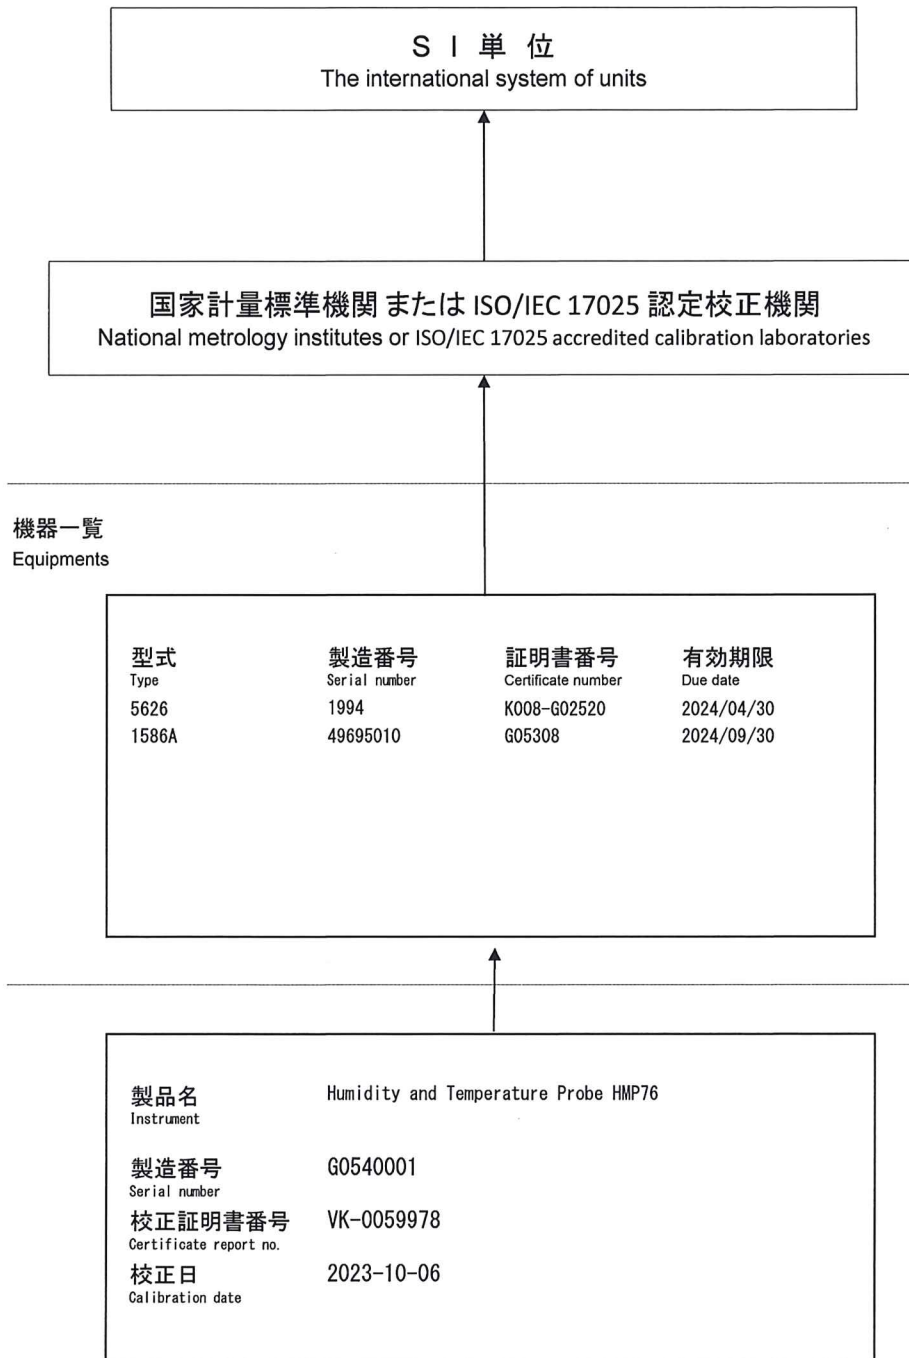 S I 単 位
The international system of units
国家計量標準機関 または ISO/IEC 17025 認定校正機関
National metrology institutes or ISO/IEC 17025 accredited calibration laboratories
機器一覧
Equipments
型式 製造番号 証明書番号 有効期限
Type Serial number Certificate number Due date
5626 1994 K008-G02520 2024/04/30
1586A 49695010 G05308 2024/09/30
製品名 Humidity and Temperature Probe HMP76
Instrument
製造番号 G0540001
Serial number
校正証明書番号 VK-0059978
Certificate report no.
校正日 2023-10-06
Calibration date